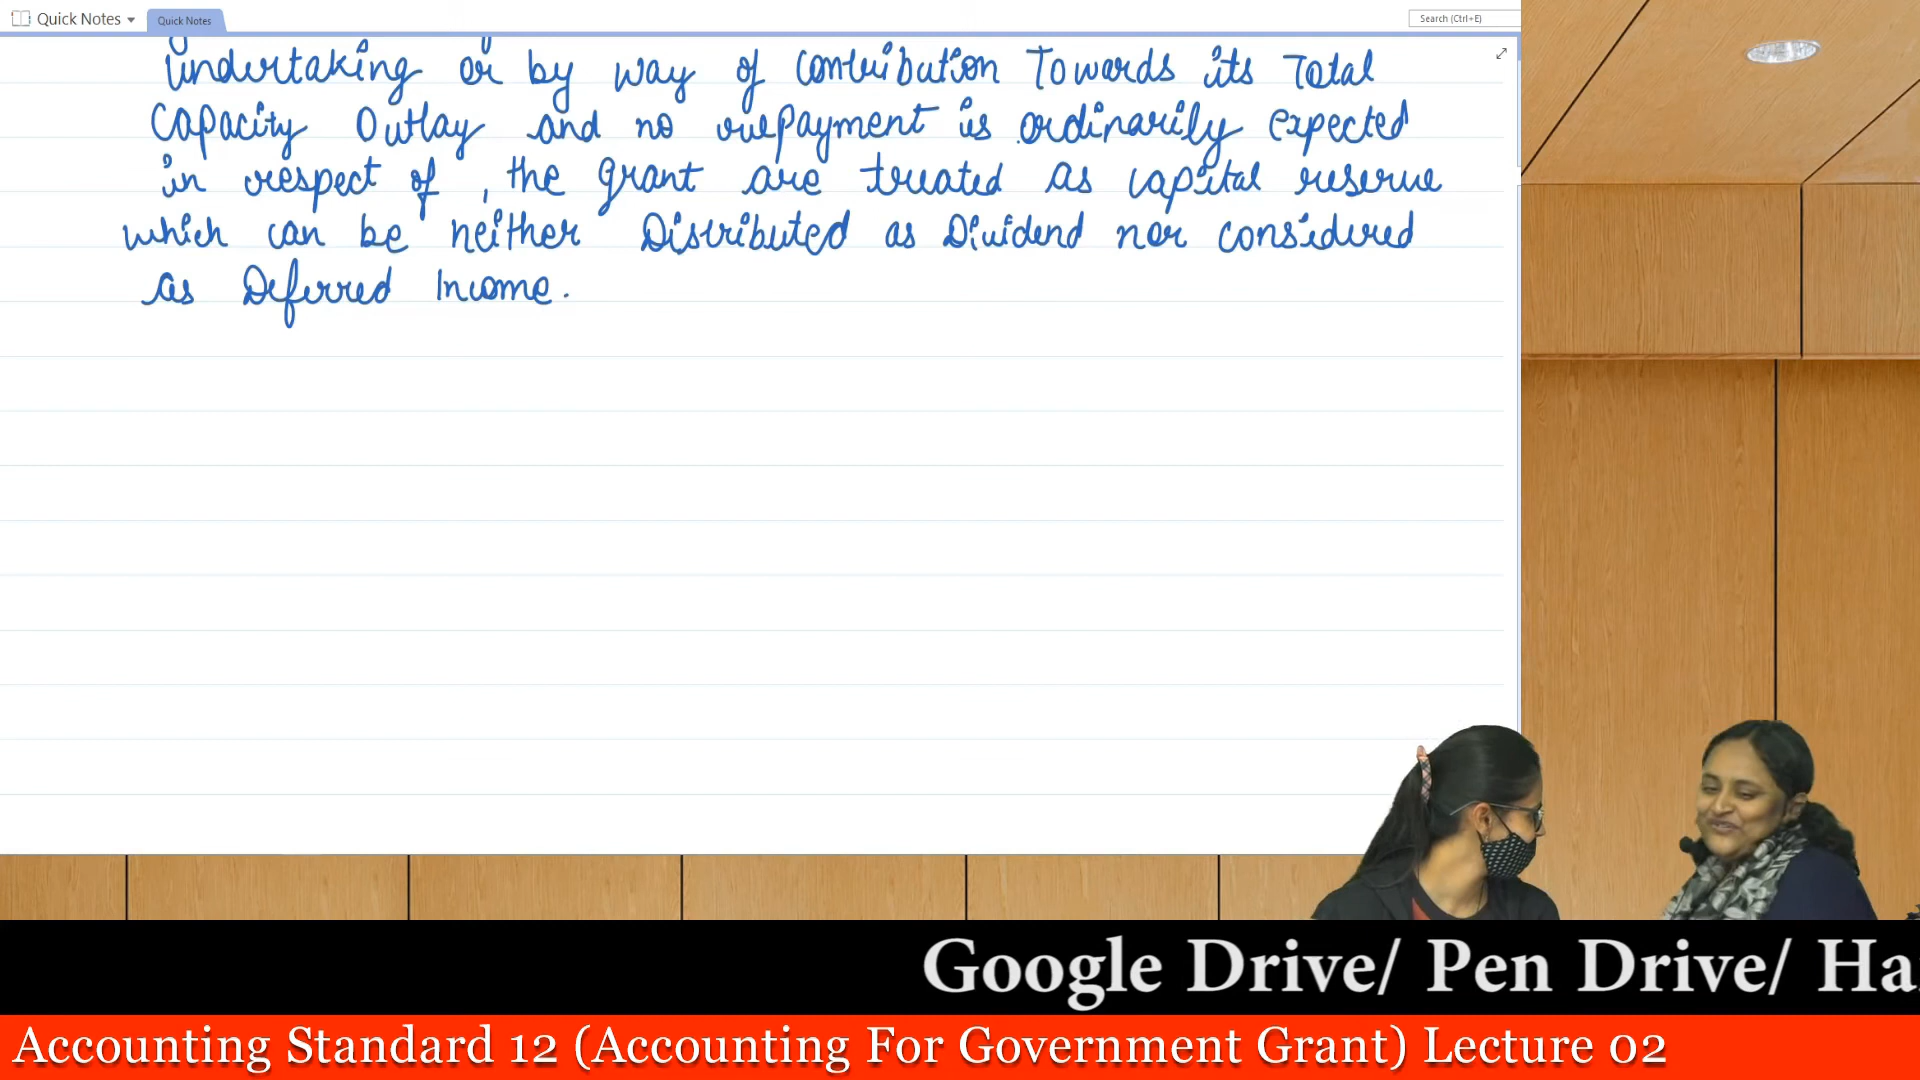 Quick Notes
Quick Notes
Search (Ctrl+E)
undertaking or by way of contribution Towards its Total
Capacity Outlay and no repayment is ordinarily expected
in respect of, the grant are treated as capital reserve
which can be neither Distributed as Dividend nor considered
as Deferred Income.
Google Drive/ Pen Drive/ Ha
Accounting Standard 12 (Accounting For Government Grant) Lecture 02